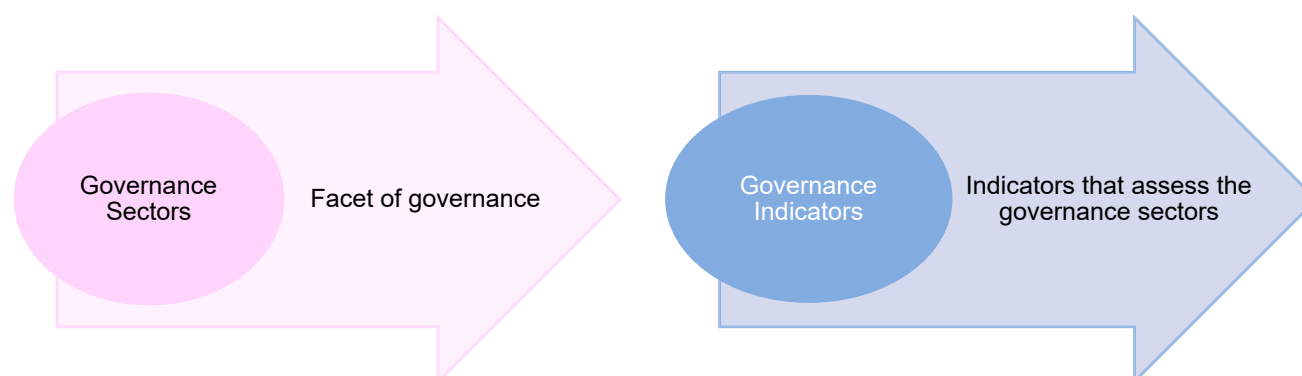 Governance
Sectors
Facet of governance
Governance
Indicators
Indicators that assess the
governance sectors